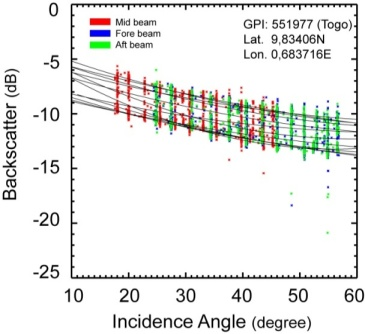 0
Mid beam
Fore beam
Aft beam
GPI: 551977 (Togo)
Lat. 9,83406N
Lon. 0,683716E
-5
-10
-15
-20
-25
Backscatter (dB)
10 20 30 40 50 60
Incidence Angle (degree)